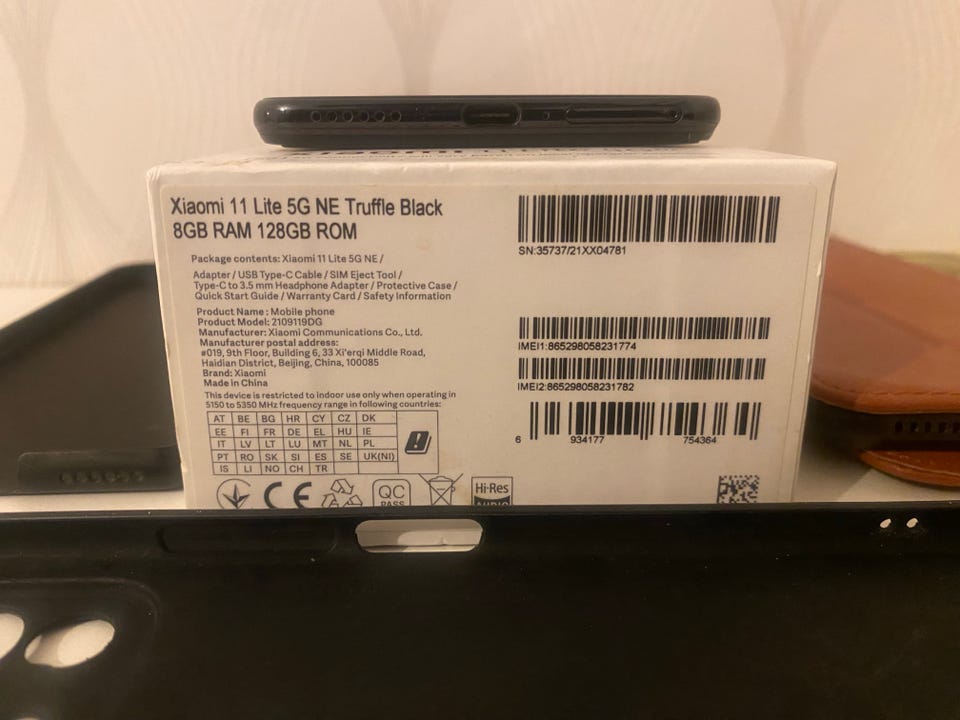 Xiaomi 11 Lite 5G NE Truffle Black
8GB RAM 128GB ROM
Package contents: Xiaomi 11 Lite 5G NE /
Adapter / USB Type-C Cable / SIM Eject Tool /
Type-C to 3.5 mm Headphone Adapter / Protective Case /
Quick Start Guide / Warranty Card / Safety Information
Product Name : Mobile phone
Product Model: 2109119DG
Manufacturer: Xiaomi Communications Co., Ltd.
Manufacturer postal address:
#019, 9th Floor, Building 6, 33 Xi'erqi Middle Road,
Haidian District, Beijing, China, 100085
Brand: Xiaomi
Made in China
This device is restricted to indoor use only when operating in
5150 to 5350 MHz frequency range in following countries:
AT BE BG HR CY CZ DK
EE FI FR DE EL HU IE
IT LV LT LU MT NL PL
PT RO SK SI ES SE UK(NI)
IS LI NO CH TR
CE
QC
PASS
Hi-Res
AUDIO
SN:35737/21XX04781
IMEI1:865298058231774
IMEI2:865298058231782
6 934177 754364